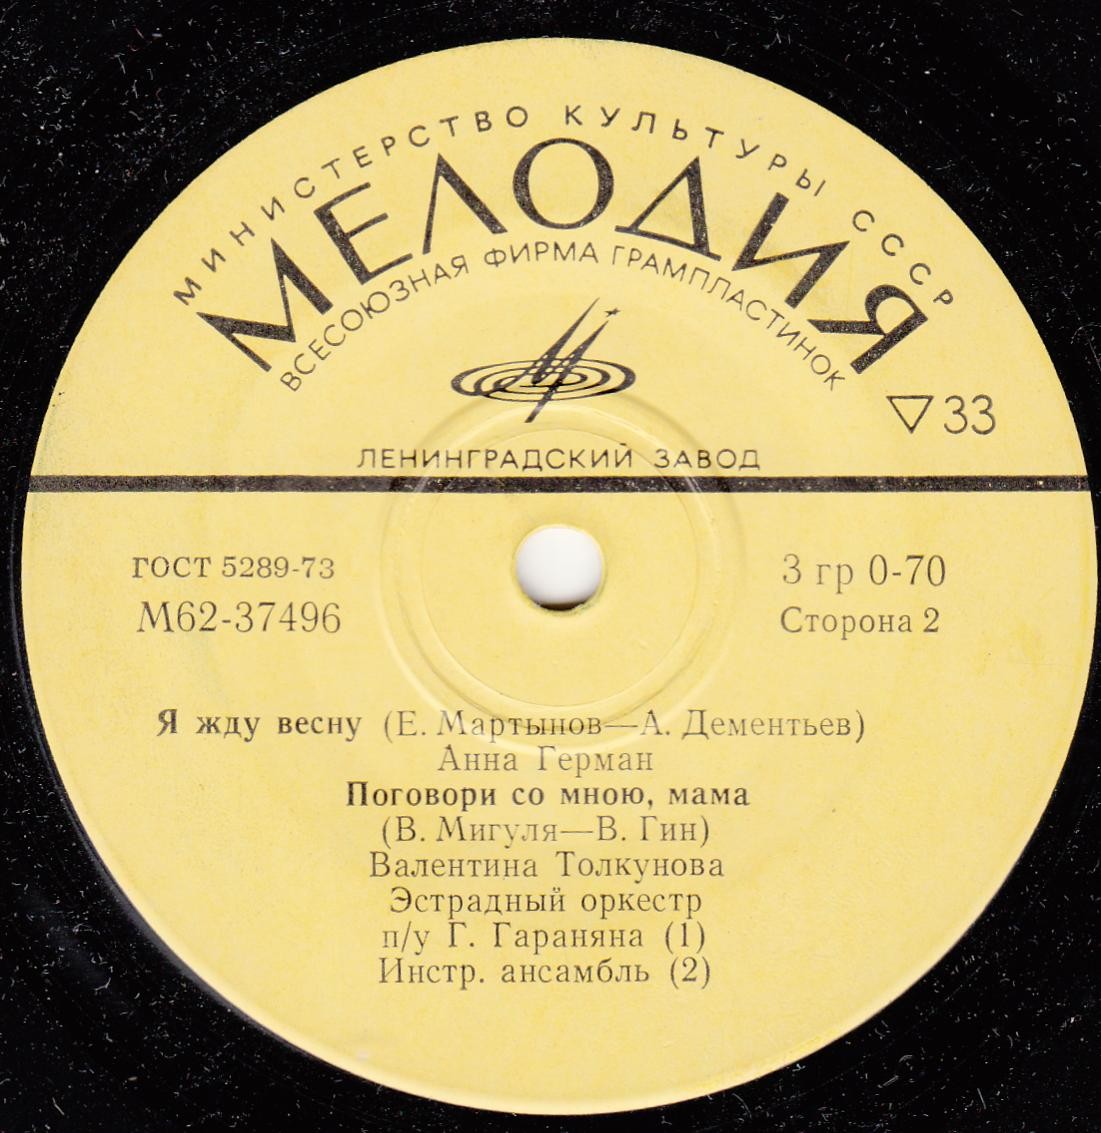 МИНИСТЕРСТВО КУЛЬТУРЫ СССР
МЕЛОДИЯ
ВСЕСОЮЗНАЯ ФИРМА ГРАМПЛАСТИНОК
▽33
ЛЕНИНГРАДСКИЙ ЗАВОД
ГОСТ 5289-73
М62-37496
3 гр 0-70
Сторона 2
Я жду весну (Е. Мартынов—А. Дементьев)
Анна Герман
Поговори со мною, мама
(В. Мигуля—В. Гин)
Валентина Толкунова
Эстрадный оркестр
п/у Г. Гараняна (1)
Инстр. ансамбль (2)